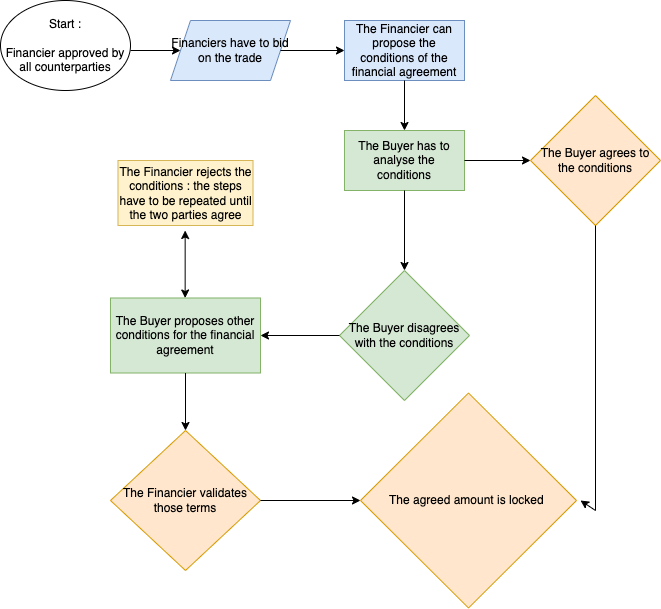 Start :
Financier approved by
all counterparties
Financiers have to bid
on the trade
The Financier can
propose the
conditions of the
financial agreement
The Buyer has to
analyse the
conditions
The Buyer agrees to
the conditions
The Financier rejects the
conditions : the steps
have to be repeated until
the two parties agree
The Buyer proposes other
conditions for the financial
agreement
The Buyer disagrees
with the conditions
The Financier validates
those terms
The agreed amount is locked